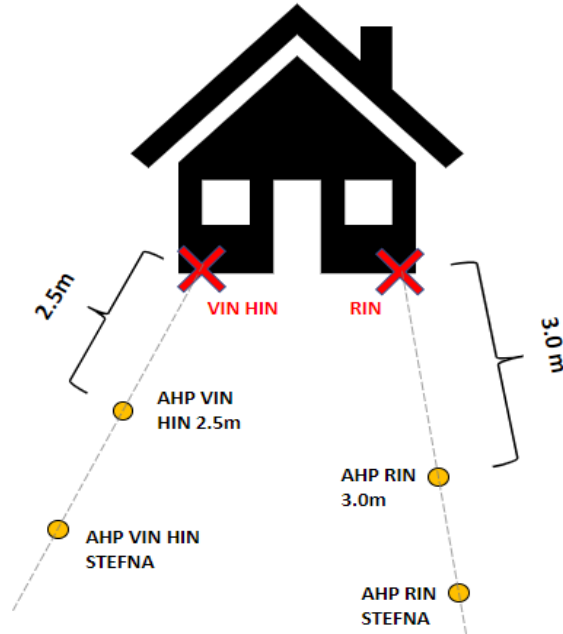 2.5m
VIN HIN
RIN
3.0 m
AHP VIN
HIN 2.5m
AHP RIN
3.0m
AHP VIN HIN
STEFNA
AHP RIN
STEFNA